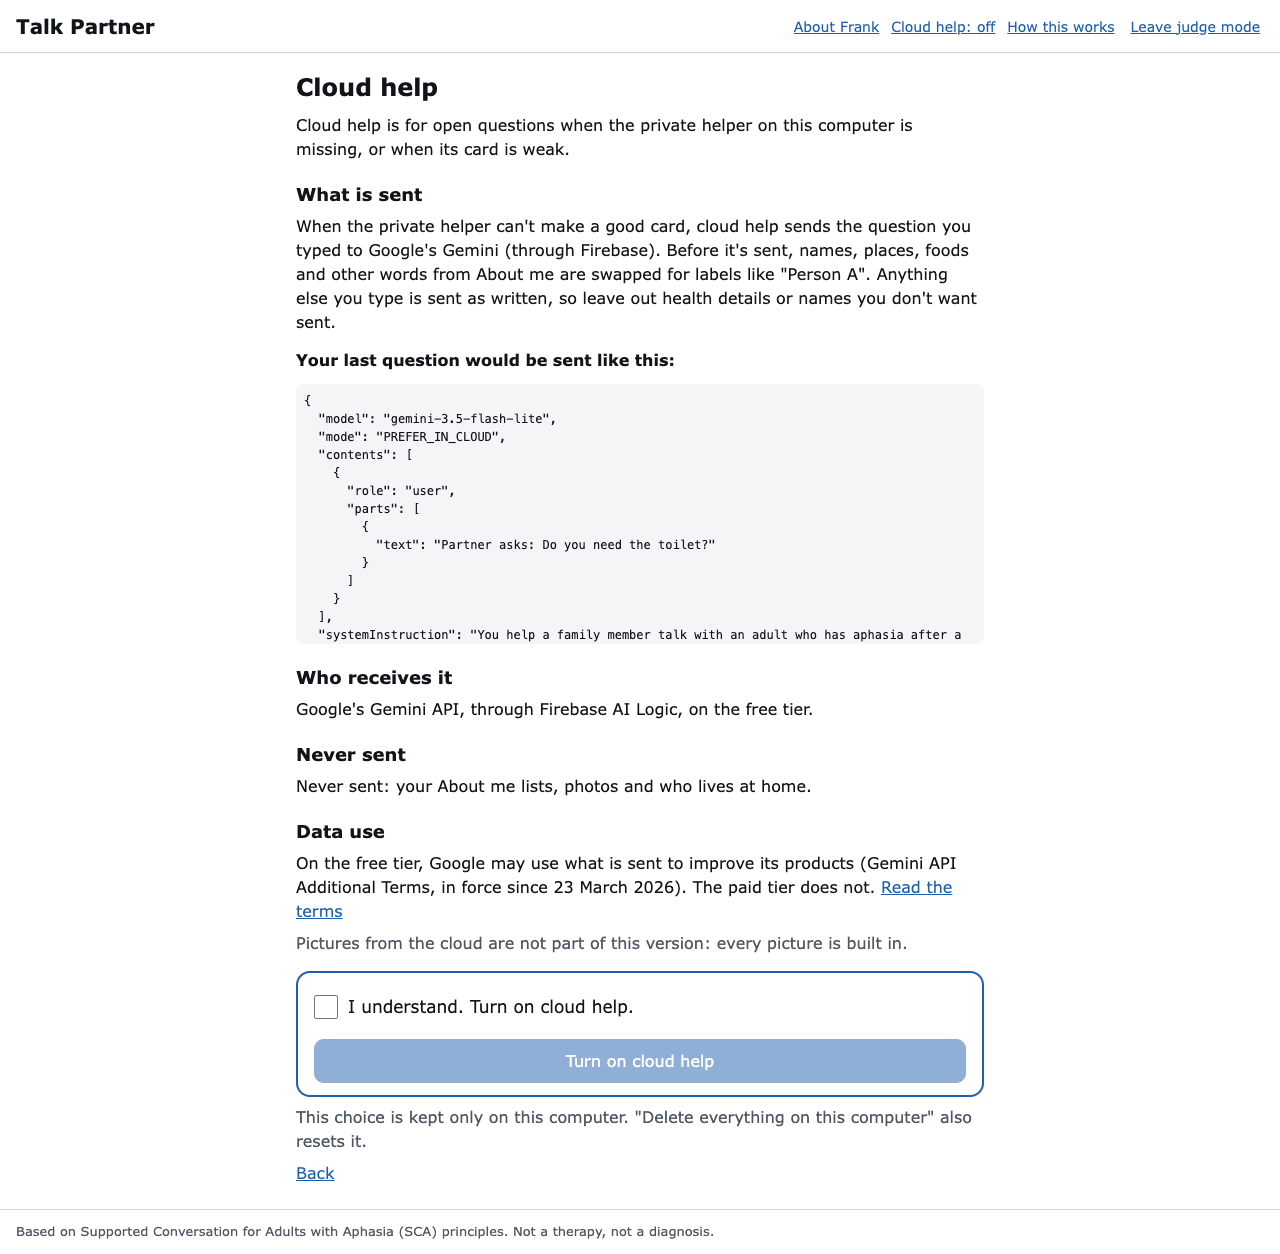 Talk Partner
About Frank Cloud help: off How this works Leave judge mode
Cloud help
Cloud help is for open questions when the private helper on this computer is
missing, or when its card is weak.
What is sent
When the private helper can't make a good card, cloud help sends the question you
typed to Google's Gemini (through Firebase). Before it's sent, names, places, foods
and other words from About me are swapped for labels like "Person A". Anything
else you type is sent as written, so leave out health details or names you don't want
sent.
Your last question would be sent like this:
{
  "model": "gemini-3.5-flash-lite",
  "mode": "PREFER_IN_CLOUD",
  "contents": [
    {
      "role": "user",
      "parts": [
        {
          "text": "Partner asks: Do you need the toilet?"
        }
      ]
    }
  ],
  "systemInstruction": "You help a family member talk with an adult who has aphasia after a
Who receives it
Google's Gemini API, through Firebase AI Logic, on the free tier.
Never sent
Never sent: your About me lists, photos and who lives at home.
Data use
On the free tier, Google may use what is sent to improve its products (Gemini API
Additional Terms, in force since 23 March 2026). The paid tier does not. Read the
terms
Pictures from the cloud are not part of this version: every picture is built in.
I understand. Turn on cloud help.
Turn on cloud help
This choice is kept only on this computer. "Delete everything on this computer" also
resets it.
Back
Based on Supported Conversation for Adults with Aphasia (SCA) principles. Not a therapy, not a diagnosis.